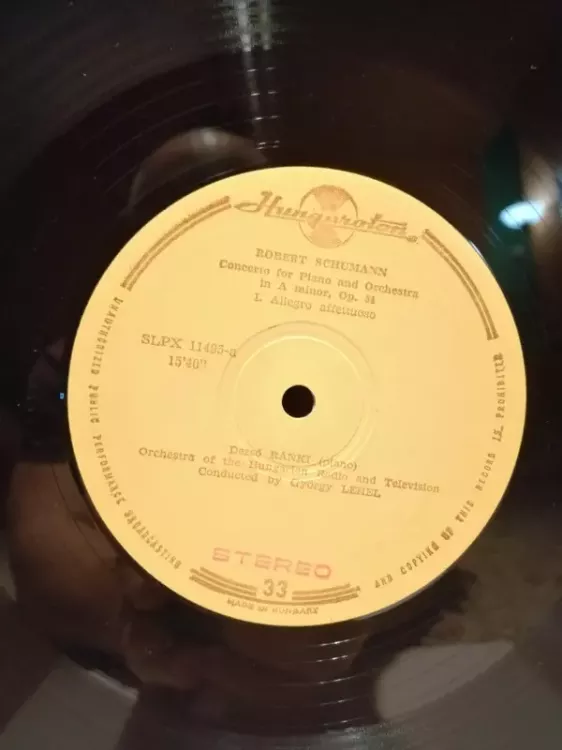 Hungaroton
ROBERT SCHUMANN
Concerto for Piano and Orchestra
in A minor, Op. 54
I. Allegro affettuoso
SLPX 11495-a
15'40"
Dezső RÁNKI (piano)
Orchestra of the Hungarian Radio and Television
Conducted by György LEHEL
STEREO
33
MADE IN HUNGARY
UNAUTHORIZED PUBLIC PERFORMANCE BROADCASTING
AND COPYING OF THIS RECORD IS PROHIBITED